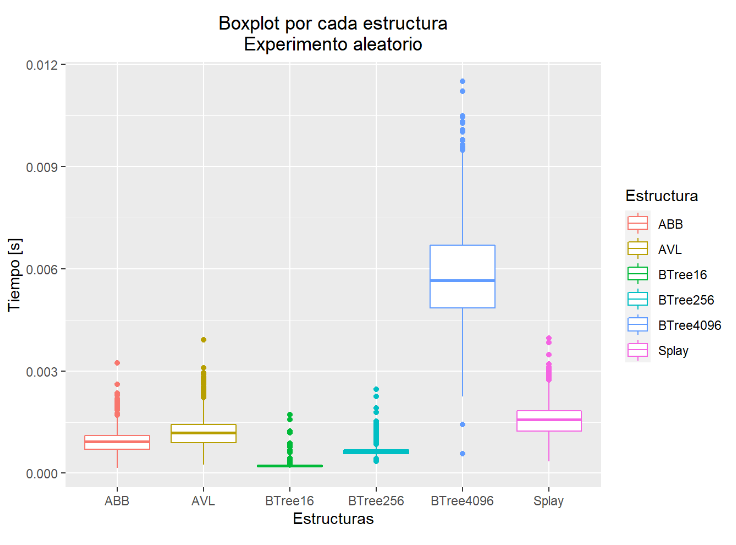 Boxplot por cada estructura
Experimento aleatorio
Tiempo [s]
0.012
0.009
0.006
0.003
0.000
ABB AVL BTree16 BTree256 BTree4096 Splay
Estructuras
Estructura
ABB
AVL
BTree16
BTree256
BTree4096
Splay